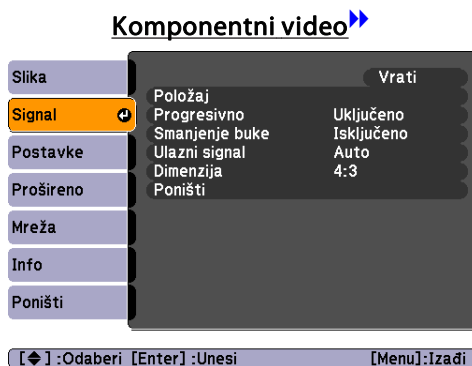 Komponentni video
Slika
Signal
Postavke
Prošireno
Mreža
Info
Poništi
Vrati
Položaj
Progresivno Uključeno
Smanjenje buke Isključeno
Ulazni signal Auto
Dimenzija 4:3
Poništi
[◆] :Odaberi [Enter] :Unesi [Menu]:Izađi